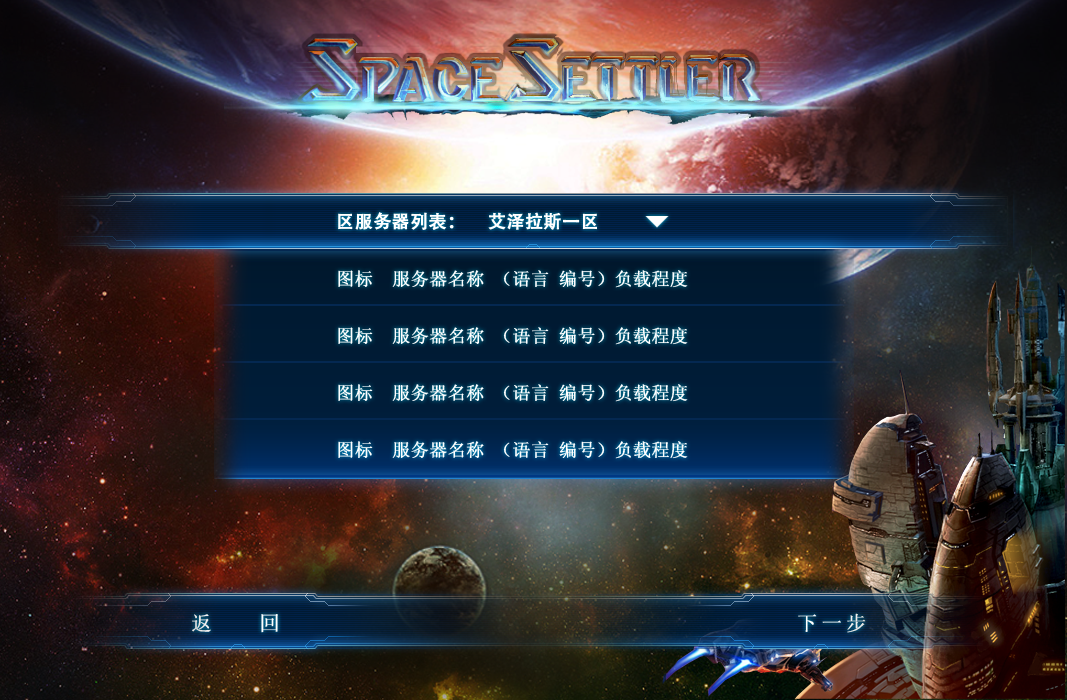 SPACE SETTLER
区服务器列表： 艾泽拉斯一区
图标 服务器名称 （语言 编号）负载程度
图标 服务器名称 （语言 编号）负载程度
图标 服务器名称 （语言 编号）负载程度
图标 服务器名称 （语言 编号）负载程度
返 回
下一步